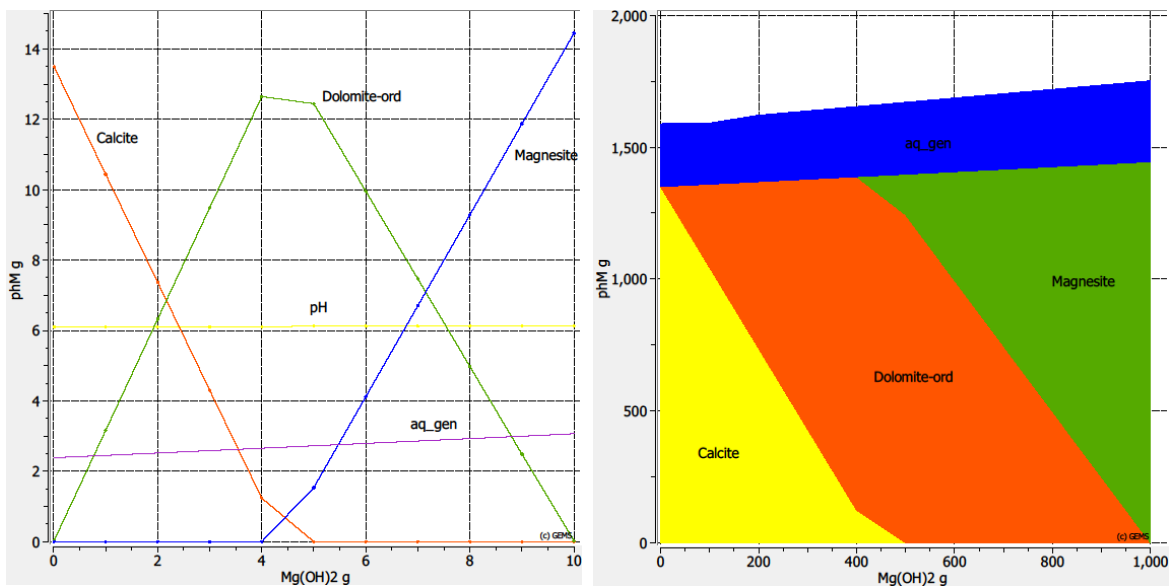 14
12
10
8
6
4
2
0
phM g
Calcite
Dolomite-ord
Magnesite
pH
aq_gen
(c) GEMS
0 2 4 6 8 10
Mg(OH)2 g
2,000
1,500
1,000
500
0
phM g
aq_gen
Magnesite
Dolomite-ord
Calcite
(c) GEMS
0 200 400 600 800 1,000
Mg(OH)2 g